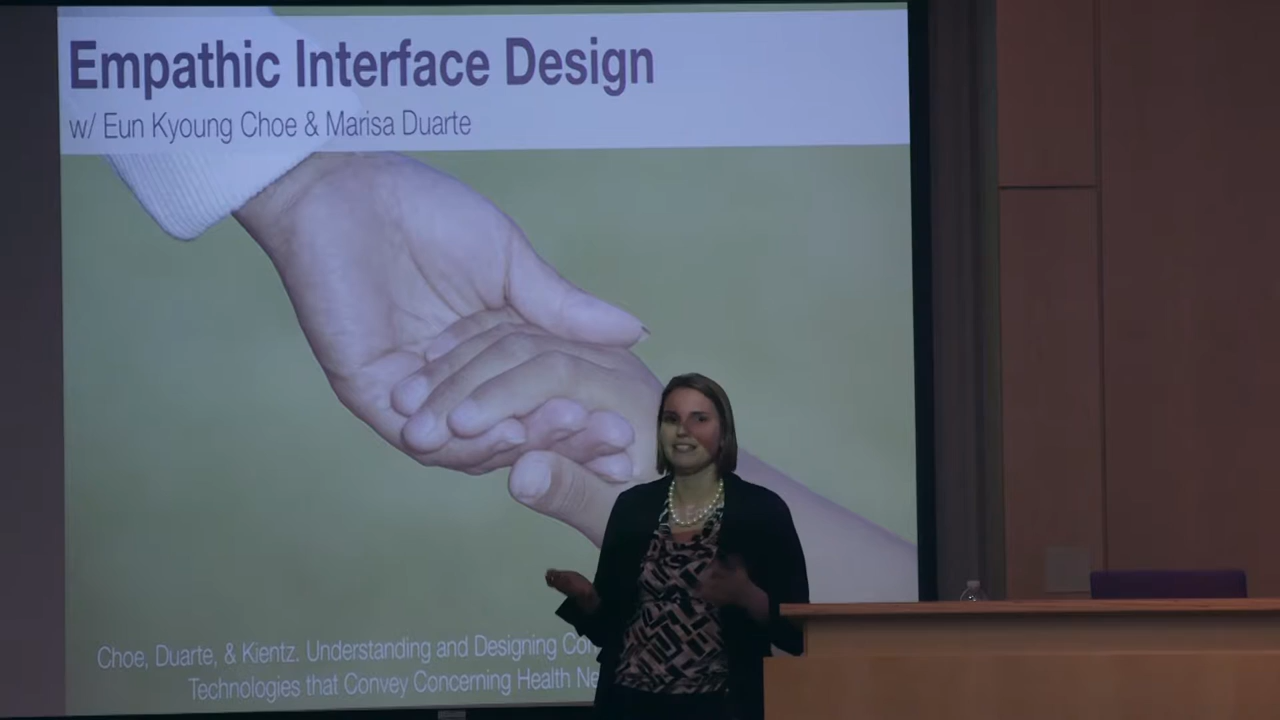 Empathic Interface Design
w/ Eun Kyoung Choe & Marisa Duarte
Choe, Duarte, & Kientz. Understanding and Designing
Technologies that Convey Concerning Health